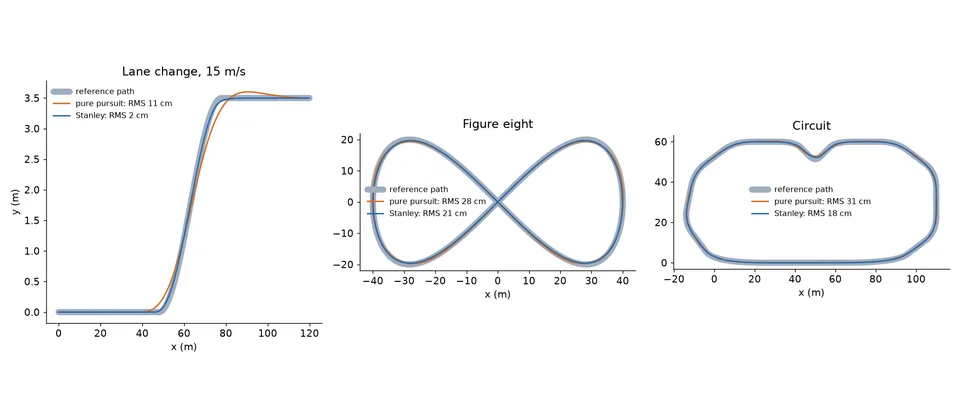 Lane change, 15 m/s
reference path
pure pursuit: RMS 11 cm
Stanley: RMS 2 cm
y (m)
3.5
3.0
2.5
2.0
1.5
1.0
0.5
0.0
0 20 40 60 80 100 120
x (m)
Figure eight
20
10
0
−10
−20
reference path
pure pursuit: RMS 28 cm
Stanley: RMS 21 cm
−40 −30 −20 −10 0 10 20 30 40
x (m)
Circuit
60
40
20
0
reference path
pure pursuit: RMS 31 cm
Stanley: RMS 18 cm
−20 0 20 40 60 80 100
x (m)